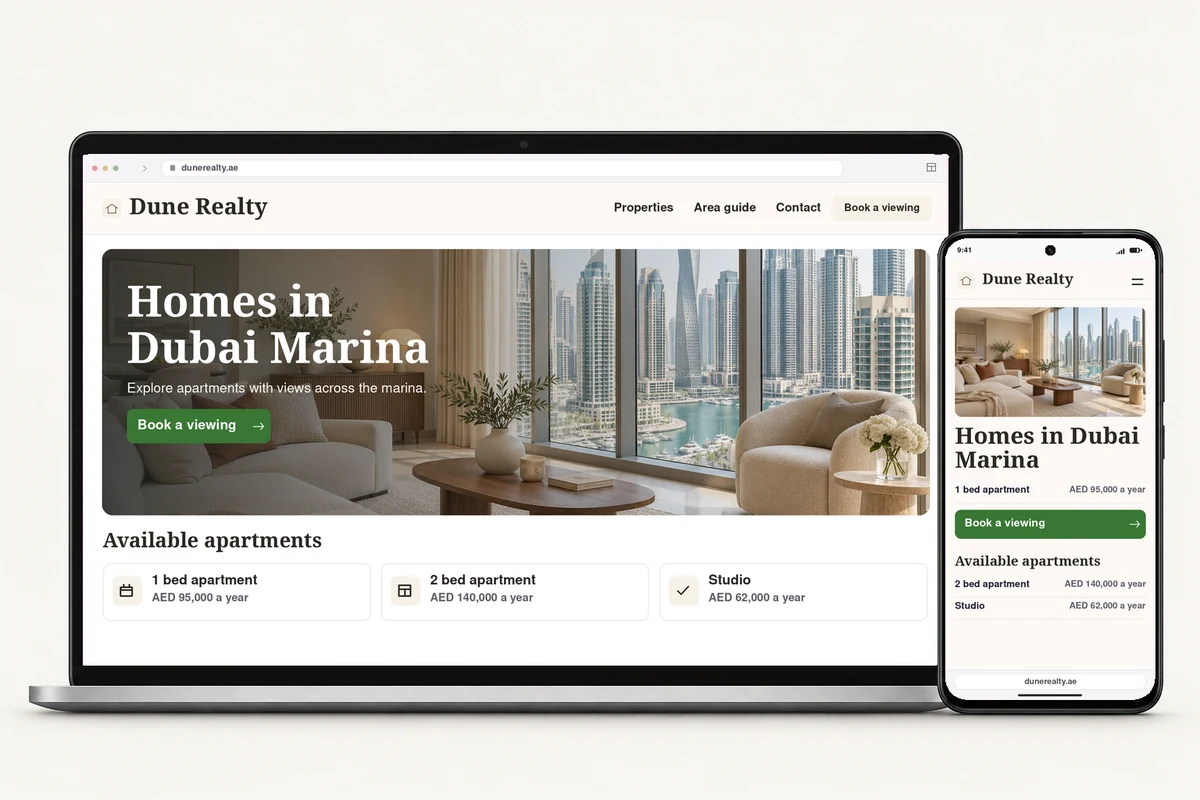 dunerealty.ae
Dune Realty
Properties Area guide Contact Book a viewing
Homes in
Dubai Marina
Explore apartments with views across the marina.
Book a viewing →
Available apartments
1 bed apartment
AED 95,000 a year
2 bed apartment
AED 140,000 a year
Studio
AED 62,000 a year
9:41
Dune Realty
Homes in Dubai
Marina
1 bed apartment AED 95,000 a year
Book a viewing →
Available apartments
2 bed apartment AED 140,000 a year
Studio AED 62,000 a year
dunerealty.ae